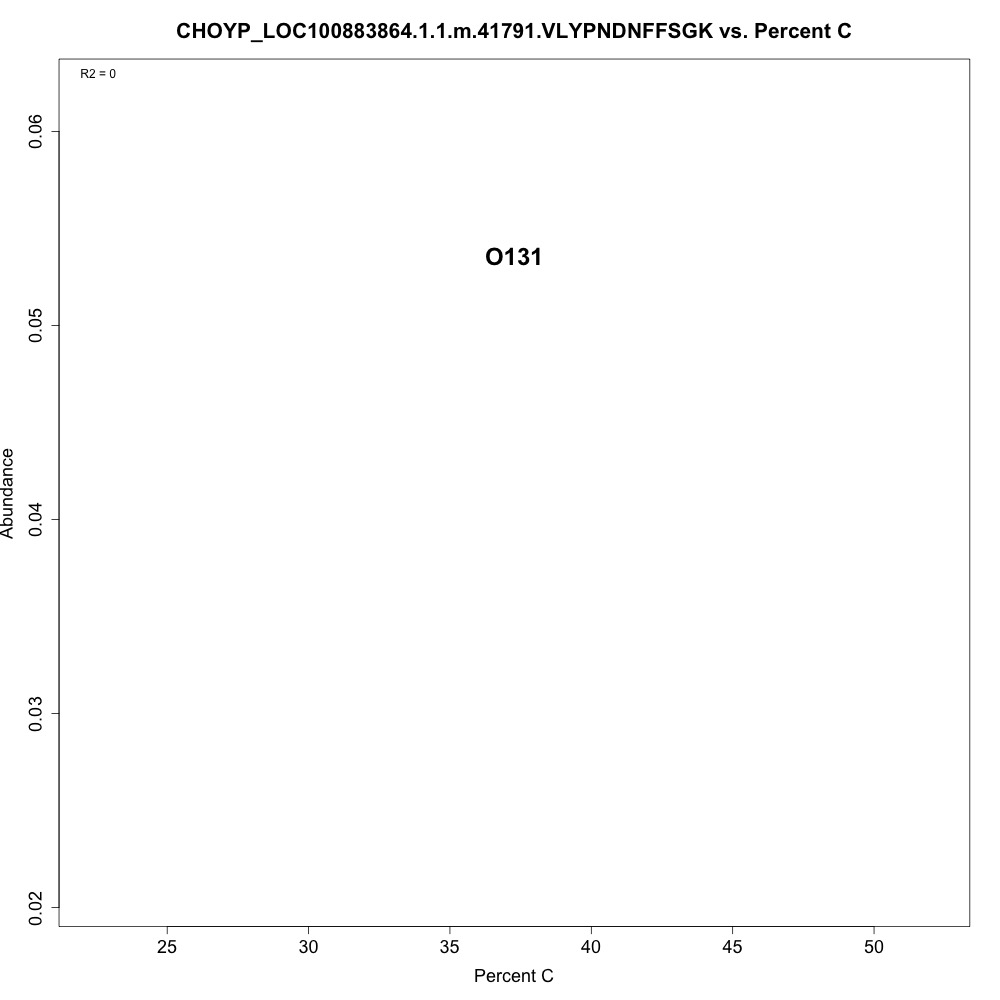 CHOYP_LOC100883864.1.1.m.41791.VLYPNDNFFSGK vs. Percent C
R2 = 0
0.06
O131
0.05
Abundance
0.04
0.03
0.02
25 30 35 40 45 50
Percent C